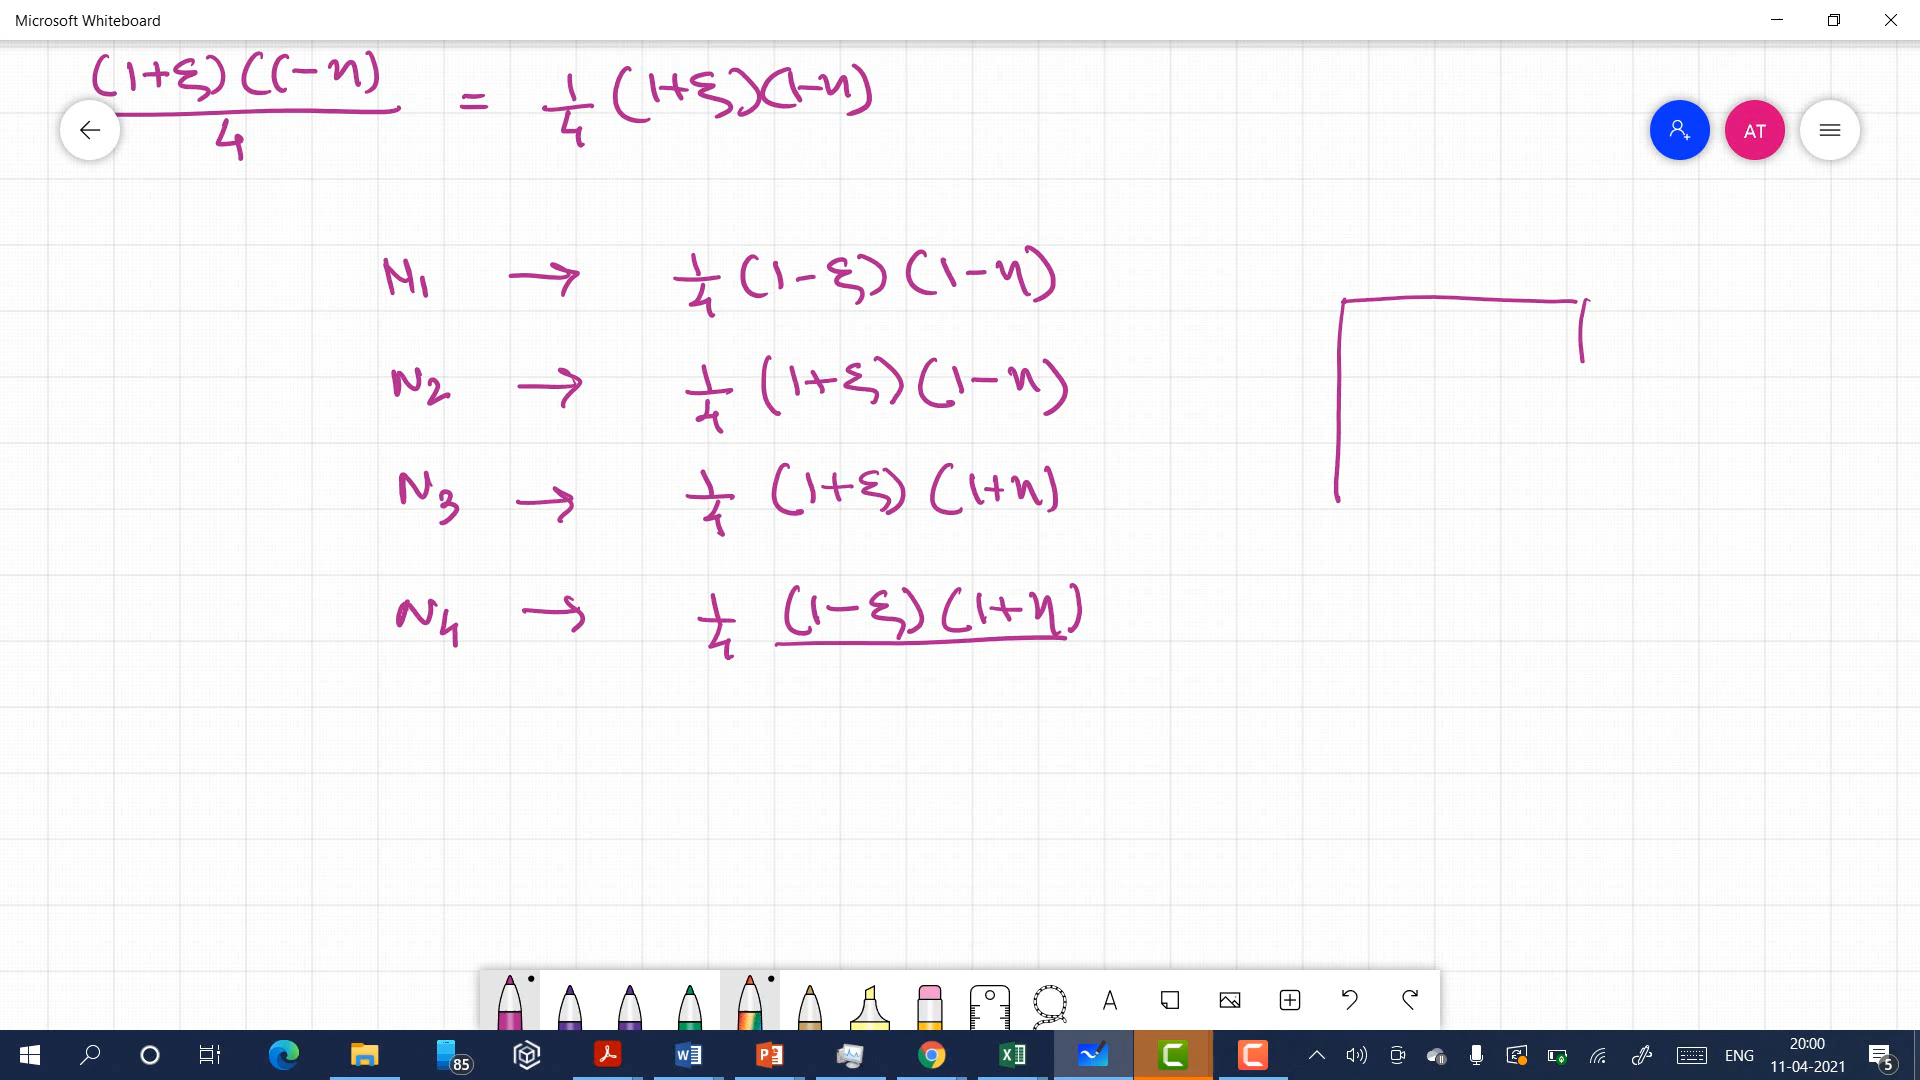 Microsoft Whiteboard
(1+ξ)((-η)/4 = 1/4 (1+ξ)(1-η)
AT
N1 → 1/4 (1-ξ)(1-η)
N2 → 1/4 (1+ξ)(1-η)
N3 → 1/4 (1+ξ)(1+η)
N4 → 1/4 (1-ξ)(1+η)
85
ENG
20:00
11-04-2021
5